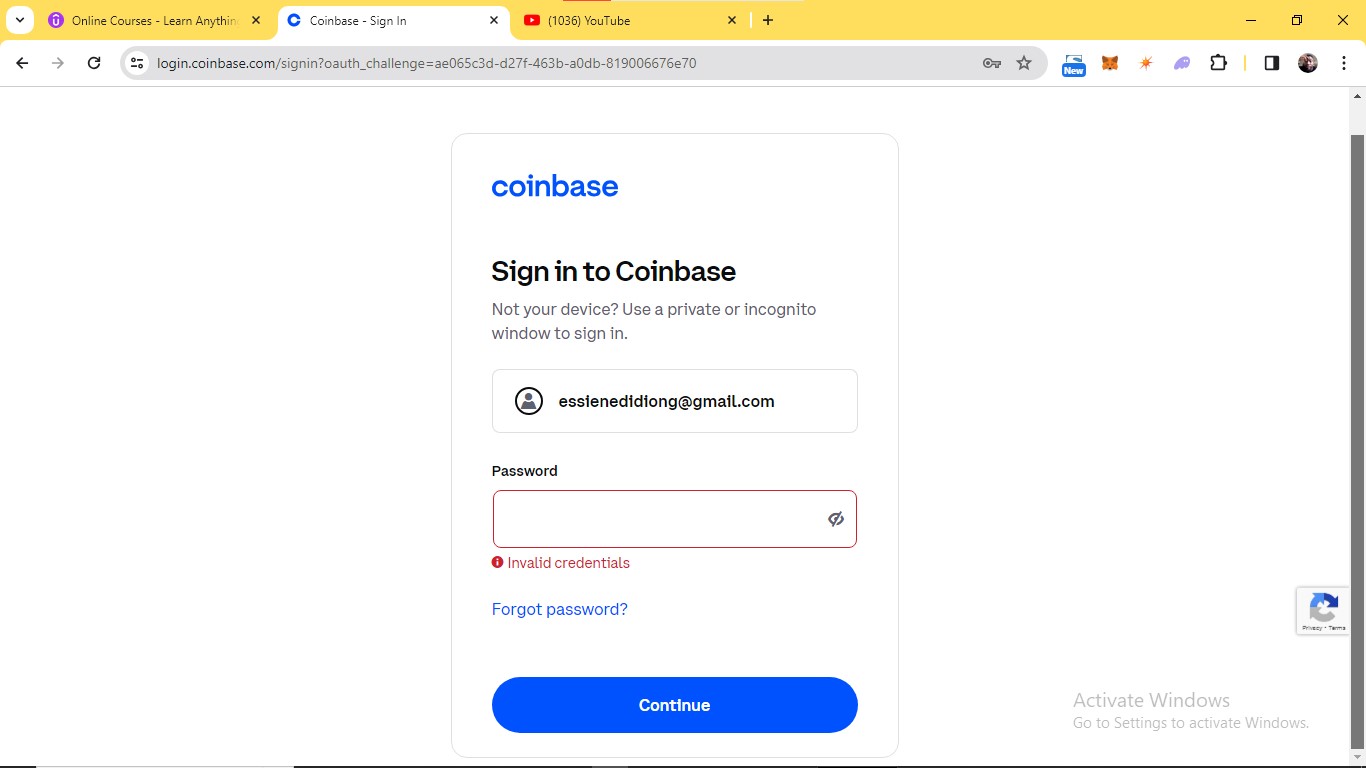 Online Courses - Learn Anythin
Coinbase - Sign In
(1036) YouTube
login.coinbase.com/signin?oauth_challenge=ae065c3d-d27f-463b-a0db-819006676e70
New
coinbase
Sign in to Coinbase
Not your device? Use a private or incognito
window to sign in.
essienedidiong@gmail.com
Password
Invalid credentials
Forgot password?
Continue
Privacy - Terms
Activate Windows
Go to Settings to activate Windows.